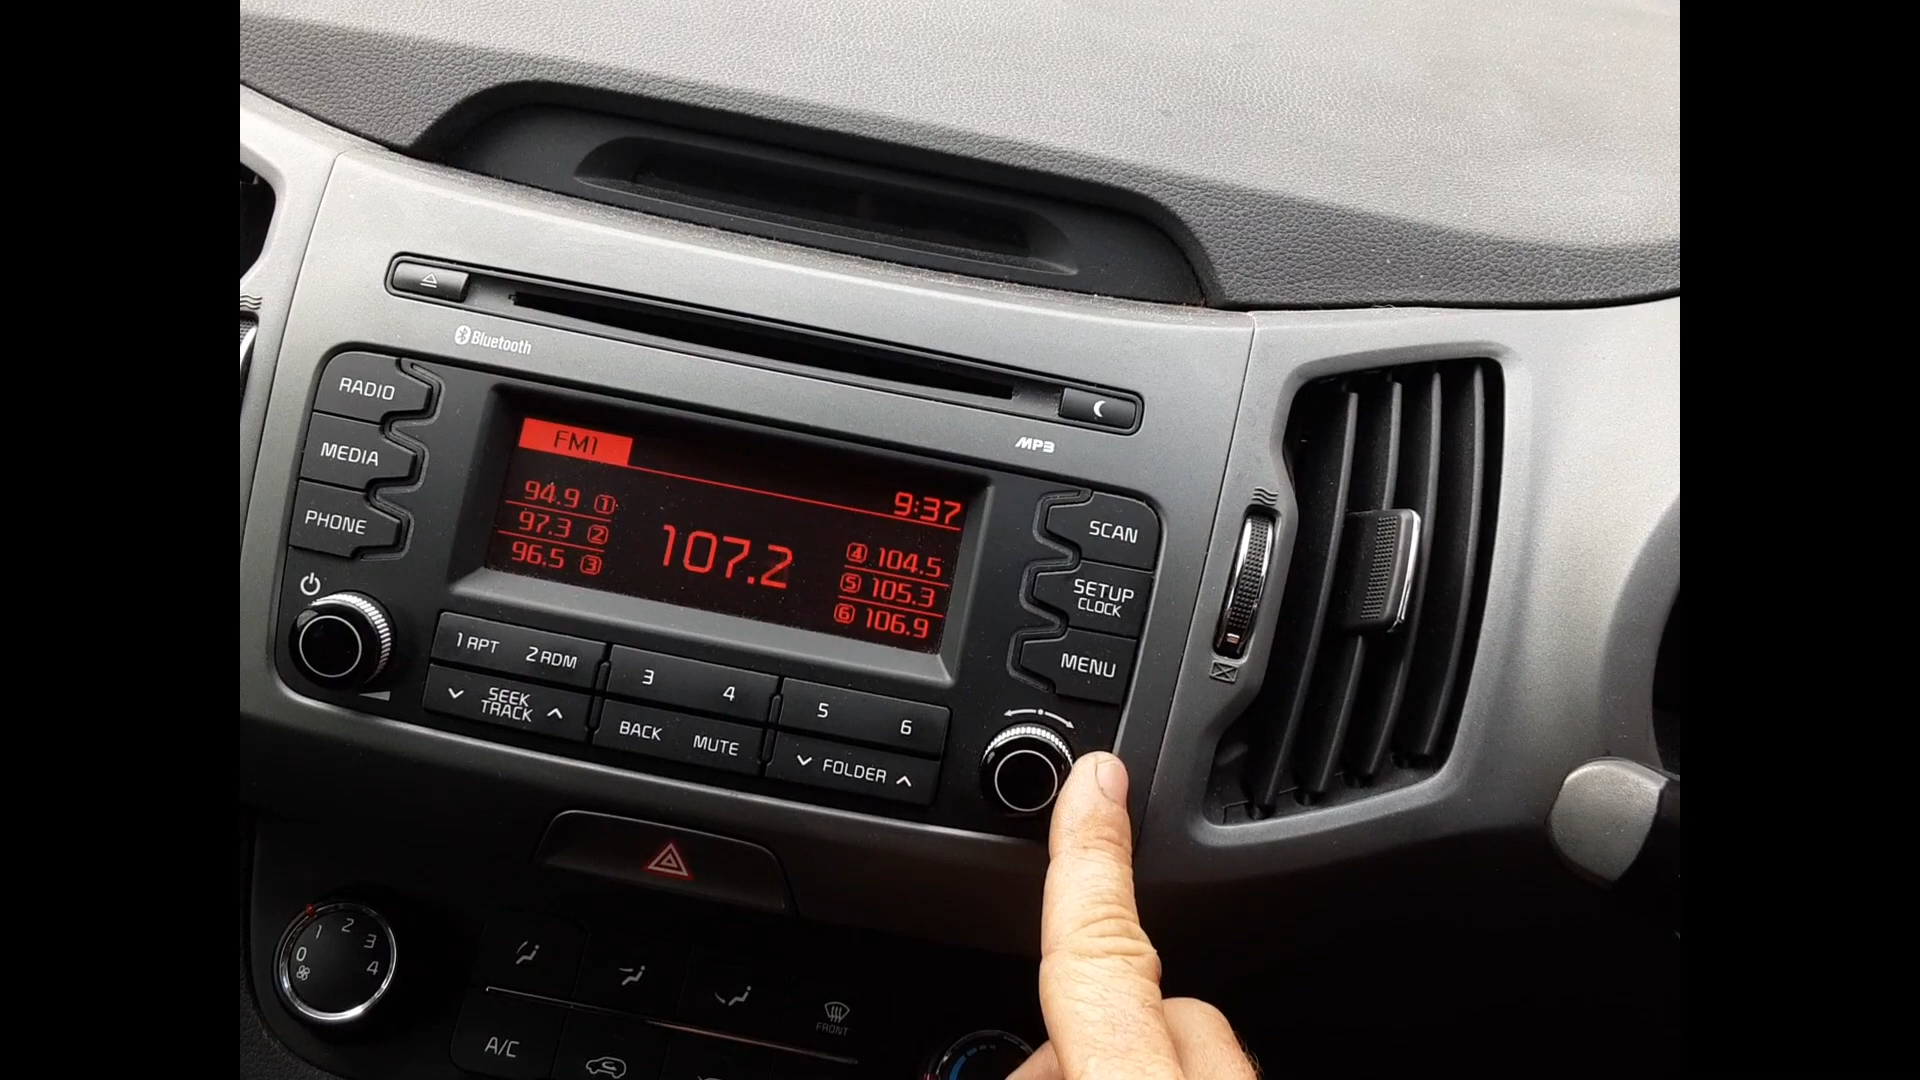 Bluetooth
MP3
RADIO
MEDIA
PHONE
FM1
9:37
94.9 1
97.3 2
96.5 3
107.2
4 104.5
5 105.3
6 106.9
SCAN
SETUP
CLOCK
MENU
1 RPT 2 RDM
3 4
5 6
SEEK
TRACK
BACK MUTE
FOLDER
0 1 2 3 4
FRONT
A/C